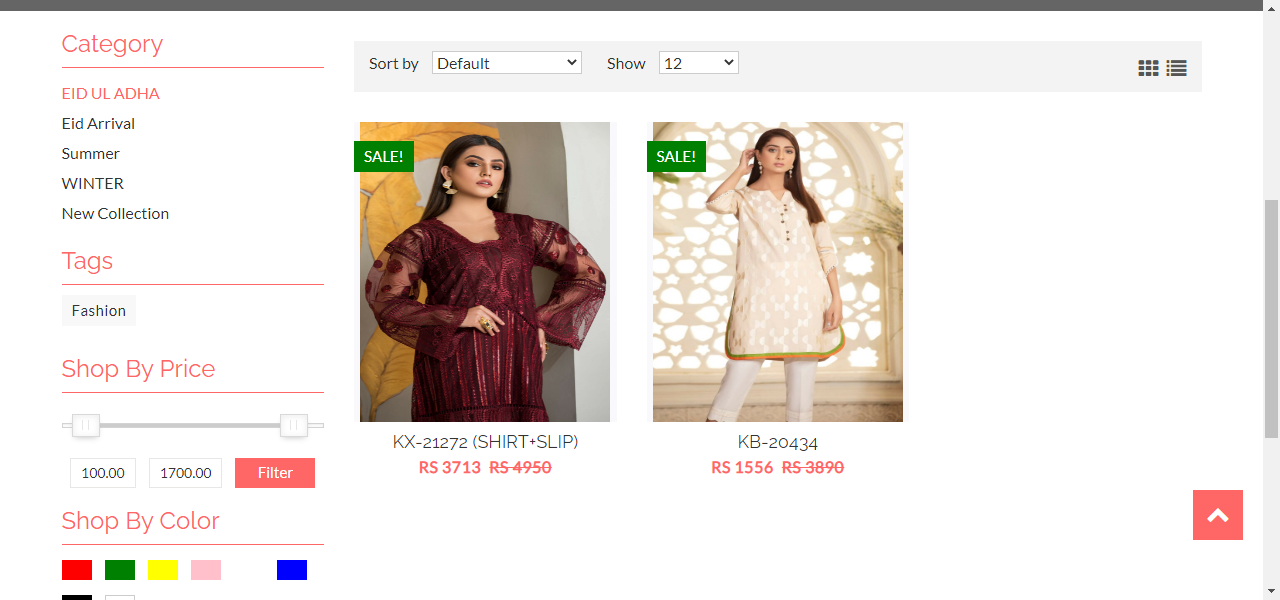 Category
EID UL ADHA
Eid Arrival
Summer
WINTER
New Collection
Tags
Fashion
Shop By Price
100.00 1700.00 Filter
Shop By Color
Sort by Default Show 12
SALE! SALE!
KX-21272 (SHIRT+SLIP)
RS 3713 RS 4950
KB-20434
RS 1556 RS 3890